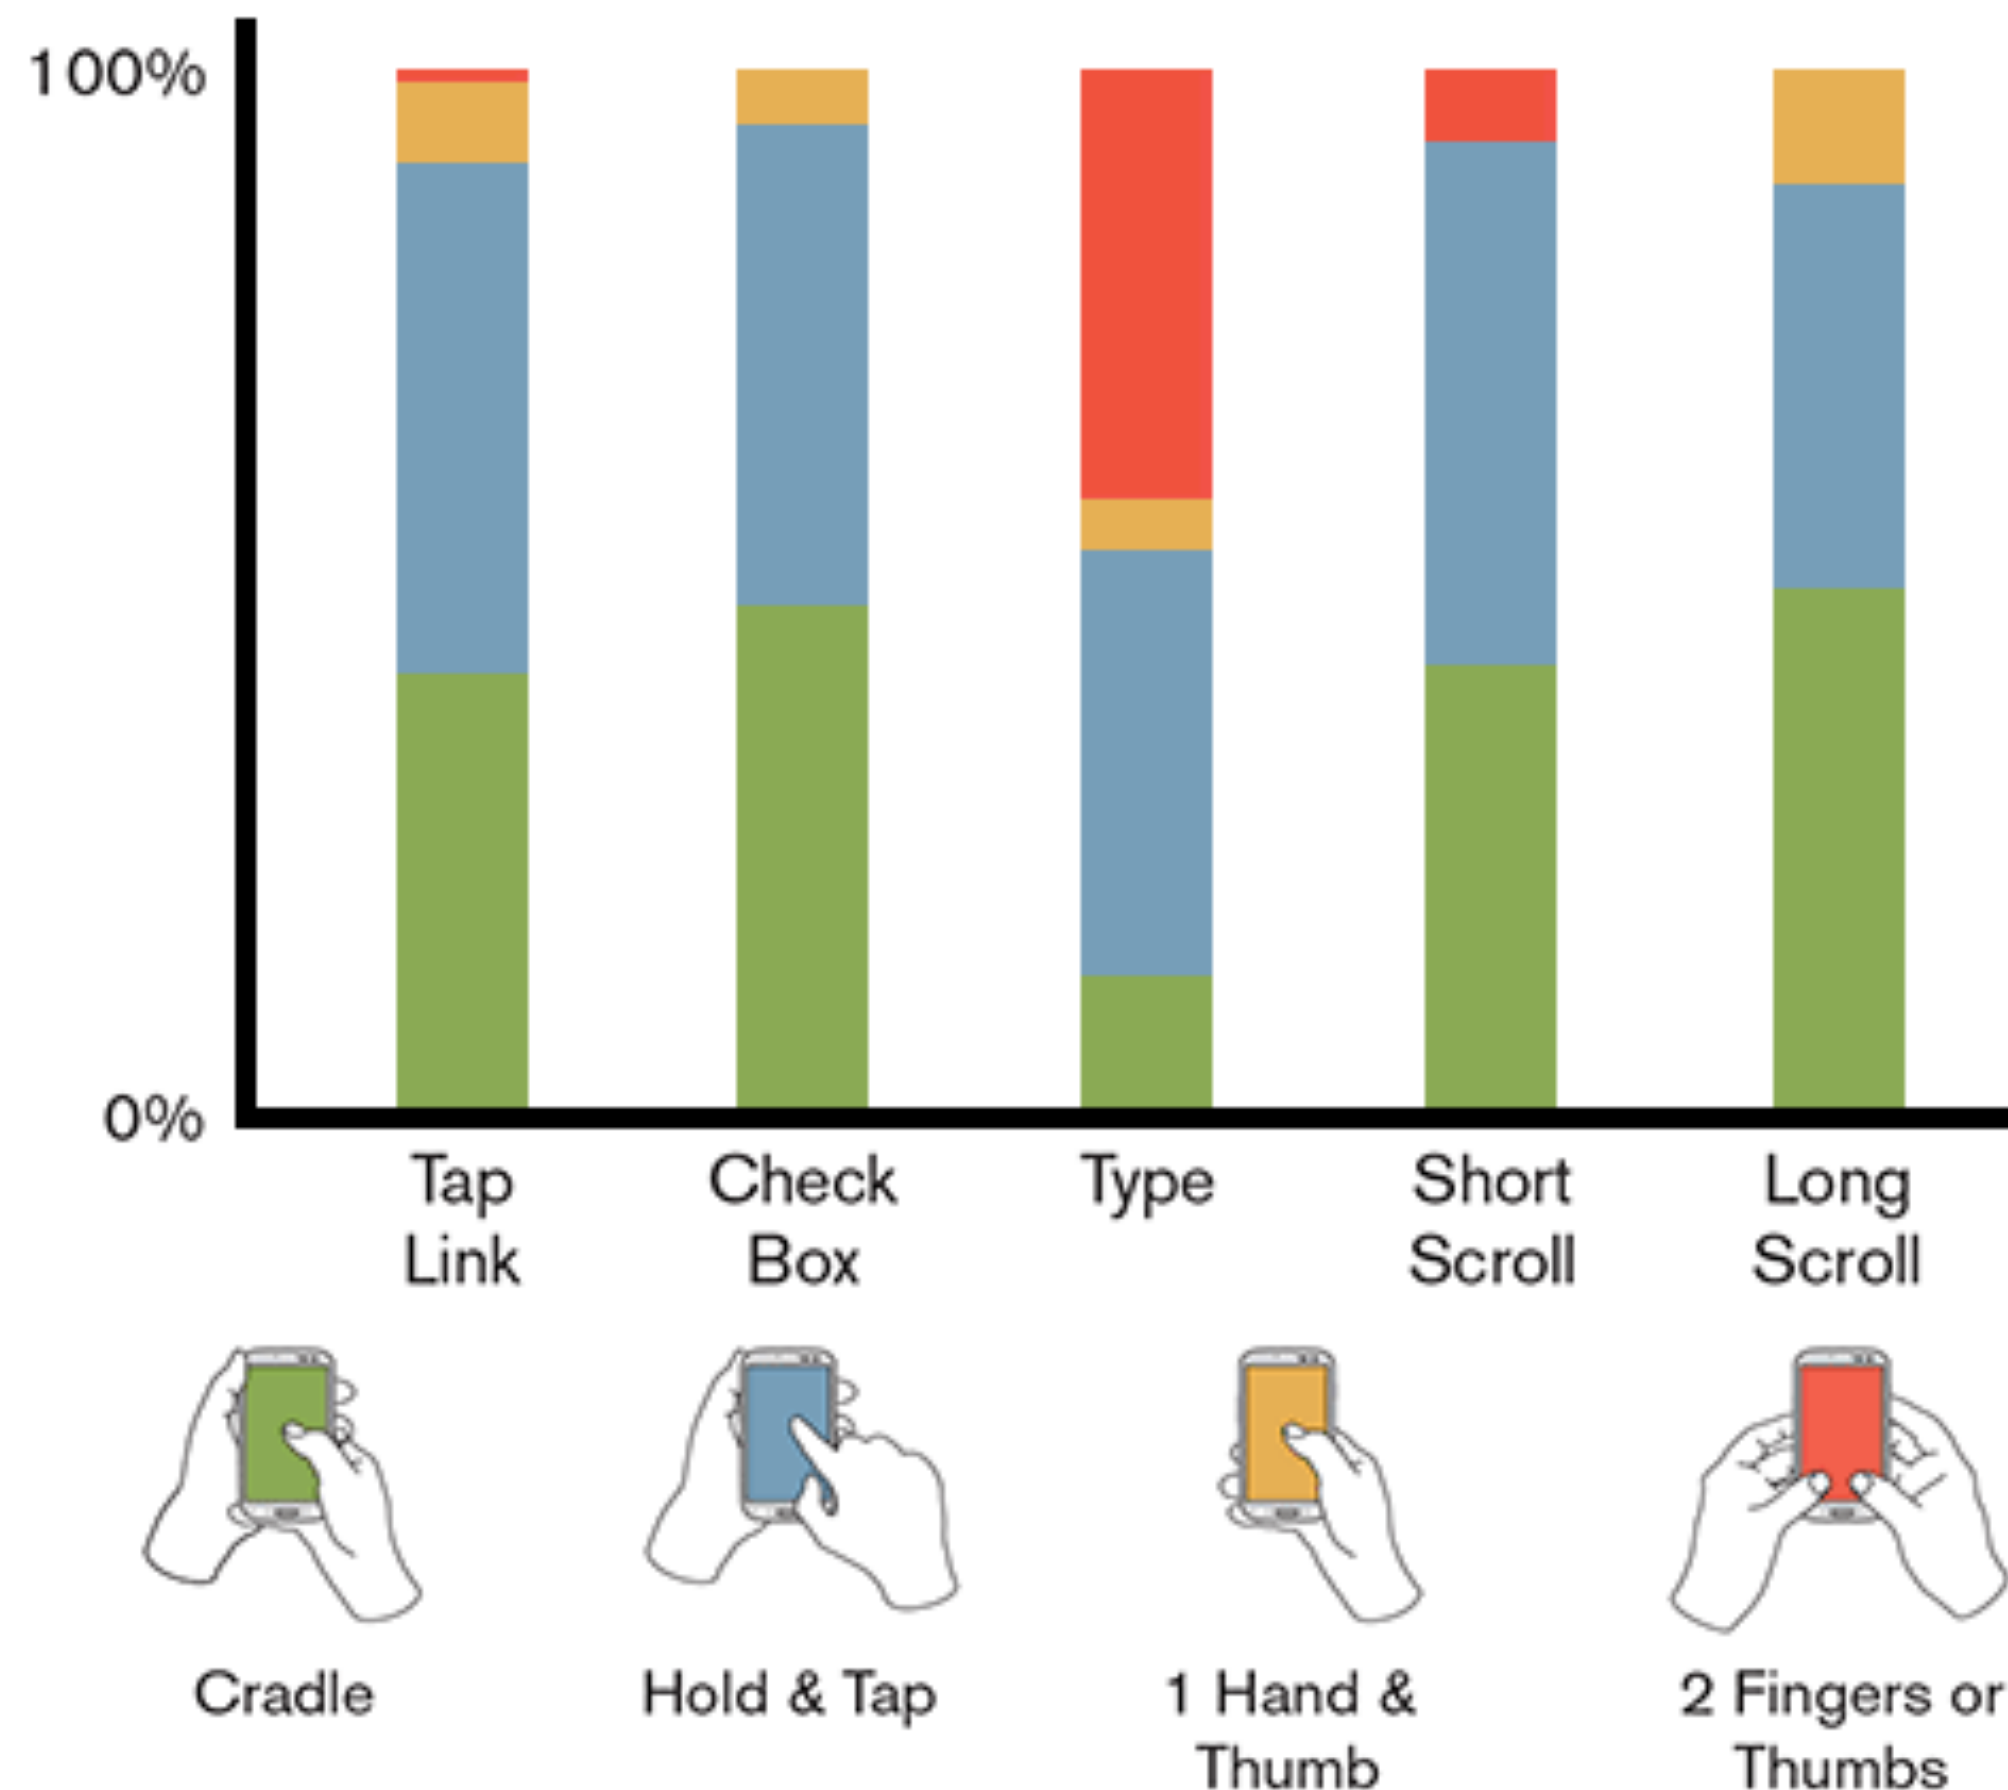 100%
0%
Tap
Link
Check
Box
Type
Short
Scroll
Long
Scroll
Cradle
Hold & Tap
1 Hand &
Thumb
2 Fingers or
Thumbs